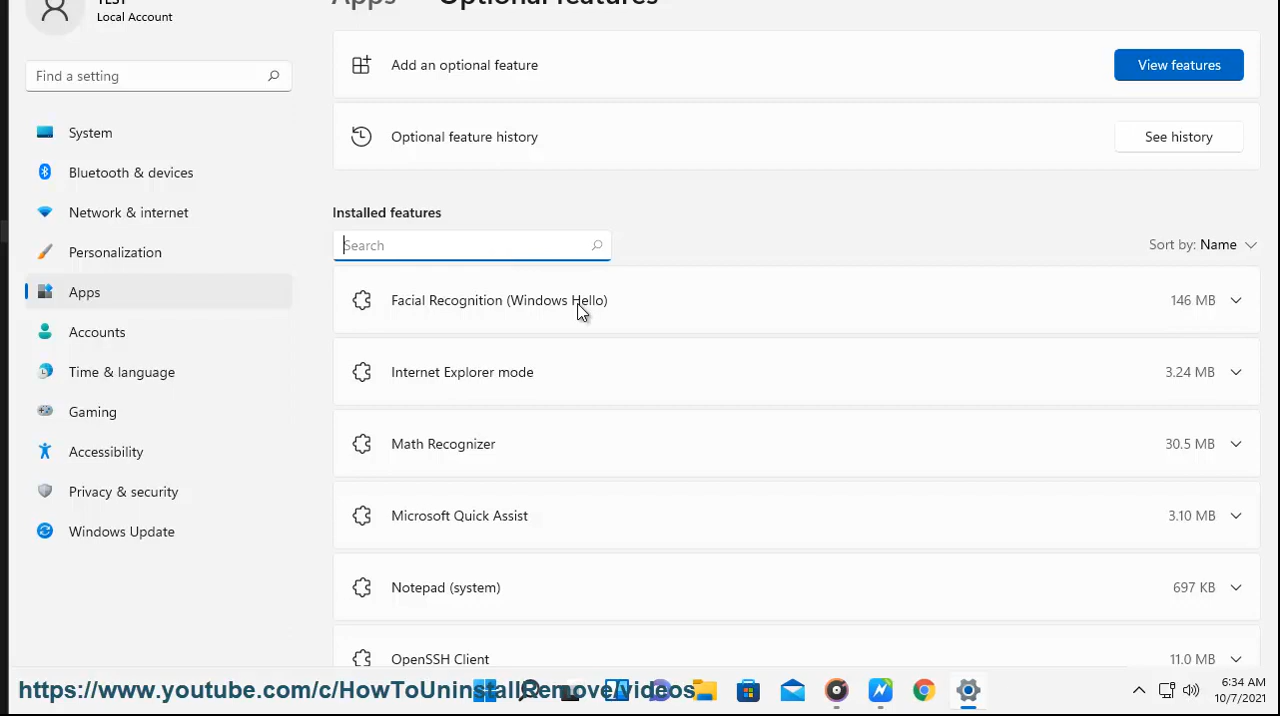 TEST
Local Account
Find a setting
System
Bluetooth & devices
Network & internet
Personalization
Apps
Accounts
Time & language
Gaming
Accessibility
Privacy & security
Windows Update
Apps Optional features
Add an optional feature
View features
Optional feature history
See history
Installed features
Search
Sort by: Name
Facial Recognition (Windows Hello)
146 MB
Internet Explorer mode
3.24 MB
Math Recognizer
30.5 MB
Microsoft Quick Assist
3.10 MB
Notepad (system)
697 KB
OpenSSH Client
11.0 MB
https://www.youtube.com/c/HowToUninstallRemove/videos
6:34 AM
10/7/2021